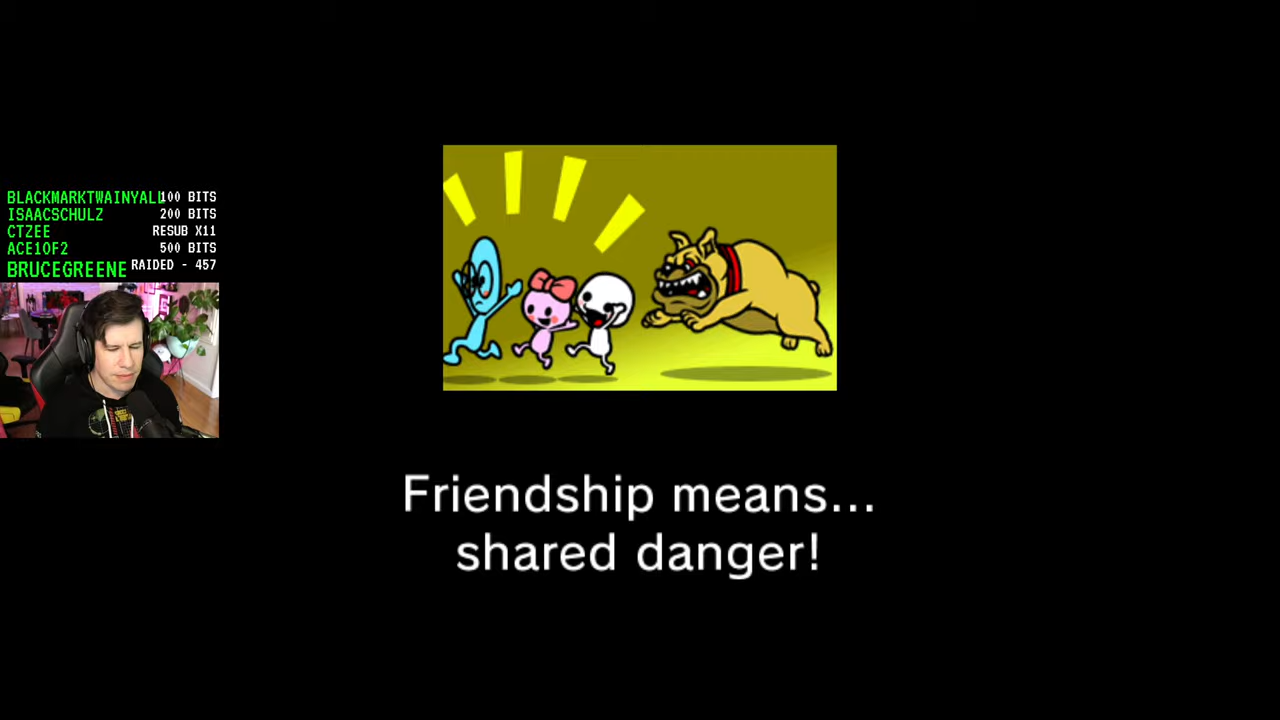 BLACKMARKTWAINYALL 100 BITS
ISAACSCHULZ 200 BITS
CTZEE RESUB X11
ACE1OF2 500 BITS
BRUCEGREENE RAIDED - 457
Friendship means...
shared danger!